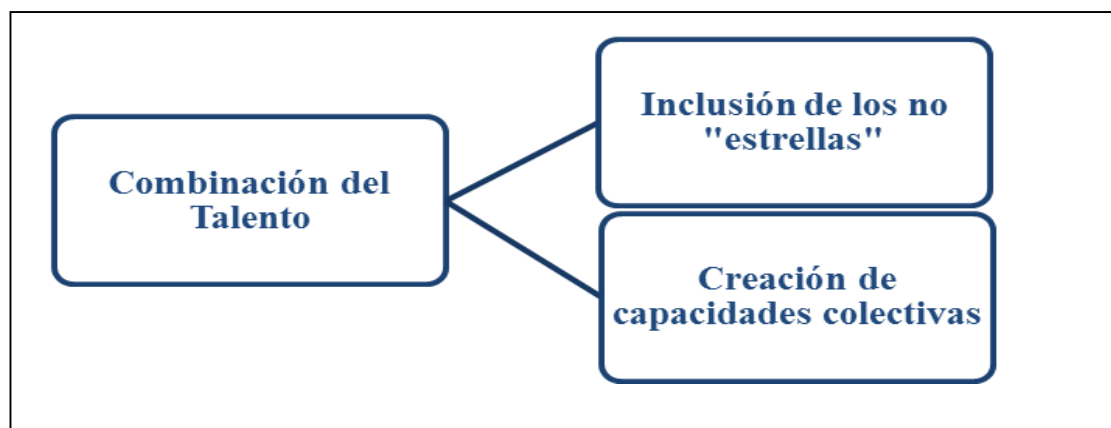 Combinación del
Talento
Inclusión de los no
"estrellas"
Creación de
capacidades colectivas